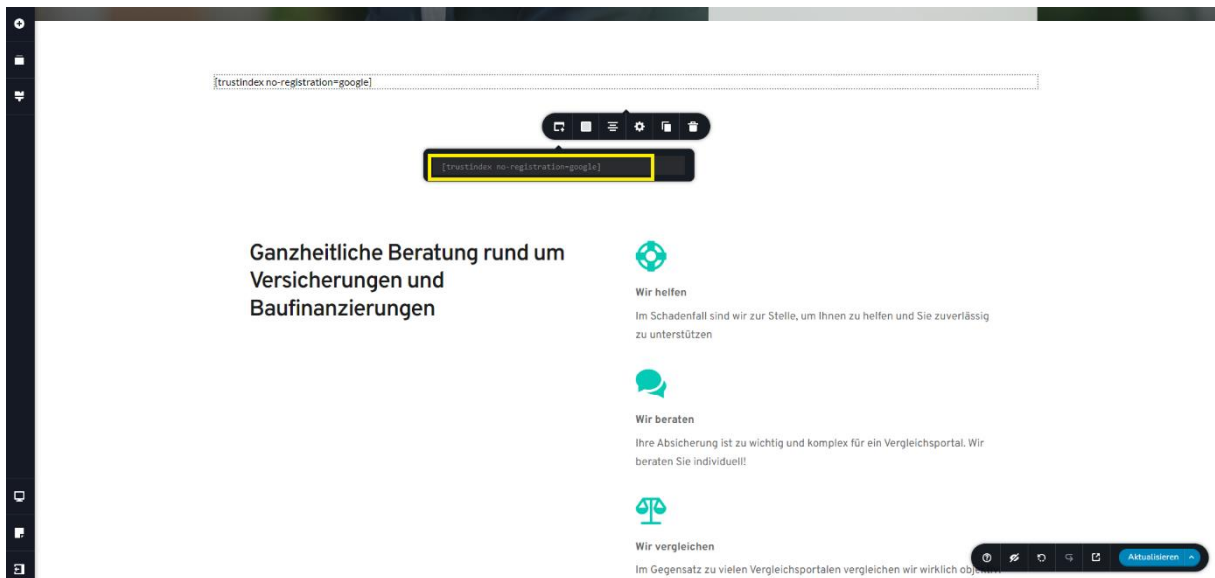 [trustindex no-registration=google]
[trustindex no-registration=google]
Ganzheitliche Beratung rund um
Versicherungen und
Baufinanzierungen
Wir helfen
Im Schadenfall sind wir zur Stelle, um Ihnen zu helfen und Sie zuverlässig
zu unterstützen
Wir beraten
Ihre Absicherung ist zu wichtig und komplex für ein Vergleichsportal. Wir
beraten Sie individuell!
Wir vergleichen
Im Gegensatz zu vielen Vergleichsportalen vergleichen wir wirklich
Aktualisieren